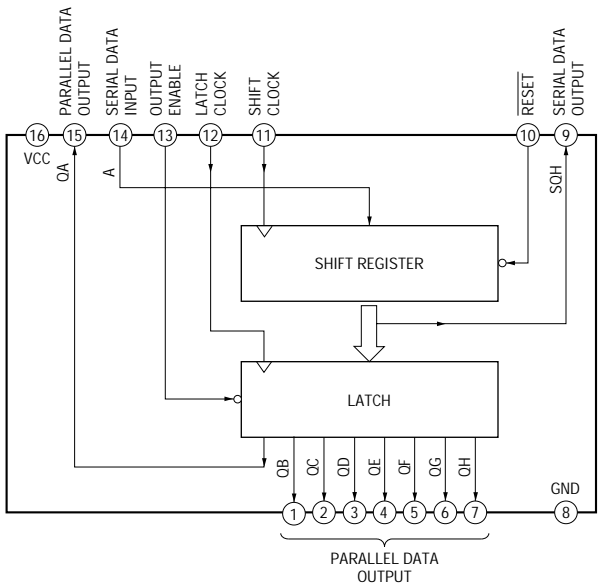 PARALLEL DATA
OUTPUT
SERIAL DATA
INPUT
OUTPUT
ENABLE
LATCH
CLOCK
SHIFT
CLOCK
RESET
SERIAL DATA
OUTPUT
16
15
14
13
12
11
10
9
VCC
QA
A
SQH
SHIFT REGISTER
LATCH
QB
QC
QD
QE
QF
QG
QH
GND
1
2
3
4
5
6
7
8
PARALLEL DATA
OUTPUT